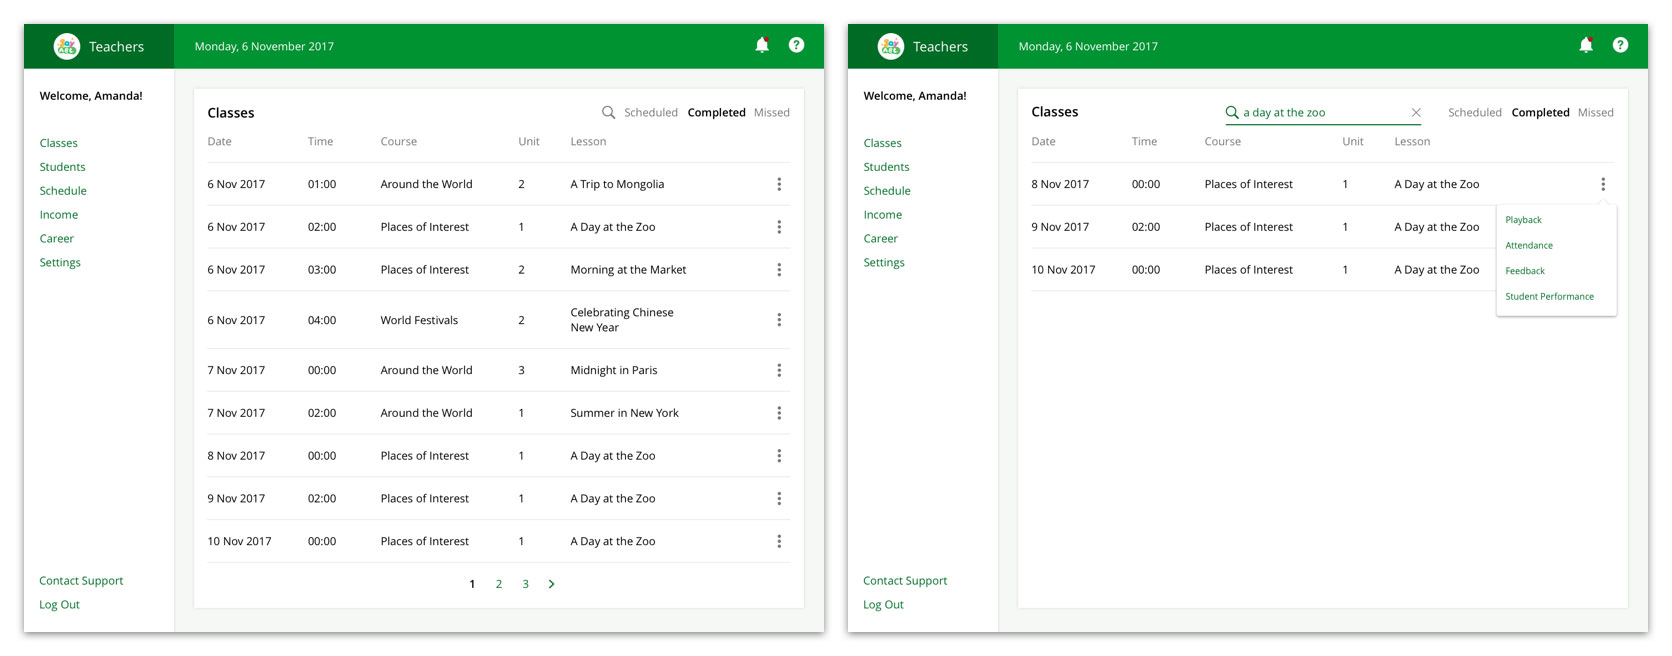 Teachers
Monday, 6 November 2017
?
Welcome, Amanda!
Classes
Students
Schedule
Income
Career
Settings
Contact Support
Log Out
Classes
Scheduled Completed Missed
Date Time Course Unit Lesson
6 Nov 2017 01:00 Around the World 2 A Trip to Mongolia
6 Nov 2017 02:00 Places of Interest 1 A Day at the Zoo
6 Nov 2017 03:00 Places of Interest 2 Morning at the Market
6 Nov 2017 04:00 World Festivals 2 Celebrating Chinese
New Year
7 Nov 2017 00:00 Around the World 3 Midnight in Paris
7 Nov 2017 02:00 Around the World 1 Summer in New York
8 Nov 2017 00:00 Places of Interest 1 A Day at the Zoo
9 Nov 2017 02:00 Places of Interest 1 A Day at the Zoo
10 Nov 2017 00:00 Places of Interest 1 A Day at the Zoo
1 2 3
Teachers
Monday, 6 November 2017
?
Welcome, Amanda!
Classes
Students
Schedule
Income
Career
Settings
Contact Support
Log Out
Classes
a day at the zoo
Scheduled Completed Missed
Date Time Course Unit Lesson
8 Nov 2017 00:00 Places of Interest 1 A Day at the Zoo
9 Nov 2017 02:00 Places of Interest 1 A Day at the Zoo
10 Nov 2017 00:00 Places of Interest 1 A Day at the Zoo
Playback
Attendance
Feedback
Student Performance